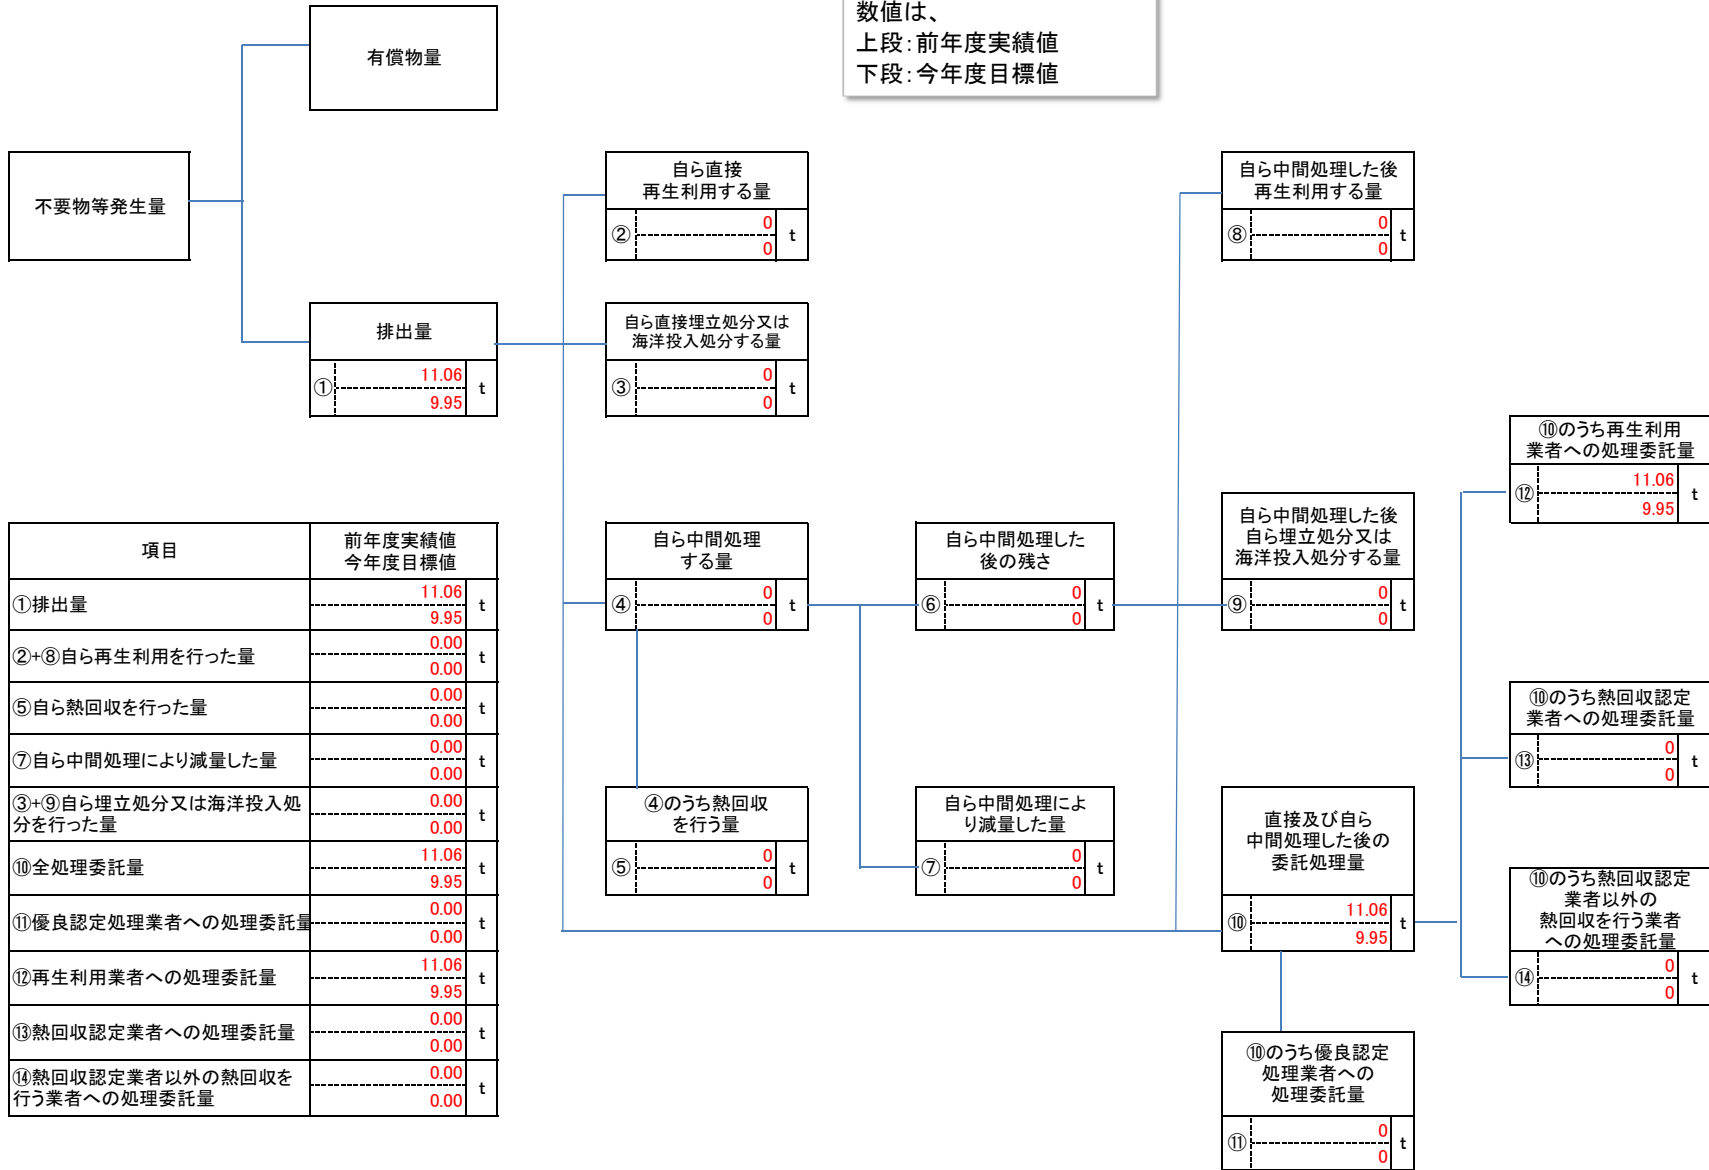 数値は、
上段：前年度実績値
下段：今年度目標値
有償物量
不要物等発生量
排出量
①
11.06
9.95
t
自ら直接
再生利用する量
②
0
0
t
自ら直接埋立処分又は
海洋投入処分する量
③
0
0
t
自ら中間処理
する量
④
0
0
t
④のうち熱回収
を行う量
⑤
0
0
t
自ら中間処理した
後の残さ
⑥
0
0
t
自ら中間処理によ
り減量した量
⑦
0
0
t
自ら中間処理した後
再生利用する量
⑧
0
0
t
自ら中間処理した後
自ら埋立処分又は
海洋投入処分する量
⑨
0
0
t
直接及び自ら
中間処理した後の
委託処理量
⑩
11.06
9.95
t
⑩のうち優良認定
処理業者への
処理委託量
⑪
0
0
t
⑩のうち再生利用
業者への処理委託量
⑫
11.06
9.95
t
⑩のうち熱回収認定
業者への処理委託量
⑬
0
0
t
⑩のうち熱回収認定
業者以外の
熱回収を行う業者
への処理委託量
⑭
0
0
t
項目
前年度実績値
今年度目標値
①排出量
11.06
9.95
t
②+⑧自ら再生利用を行った量
0.00
0.00
t
⑤自ら熱回収を行った量
0.00
0.00
t
⑦自ら中間処理により減量した量
0.00
0.00
t
③+⑨自ら埋立処分又は海洋投入処
分を行った量
0.00
0.00
t
⑩全処理委託量
11.06
9.95
t
⑪優良認定処理業者への処理委託量
0.00
0.00
t
⑫再生利用業者への処理委託量
11.06
9.95
t
⑬熱回収認定業者への処理委託量
0.00
0.00
t
⑭熱回収認定業者以外の熱回収を
行う業者への処理委託量
0.00
0.00
t